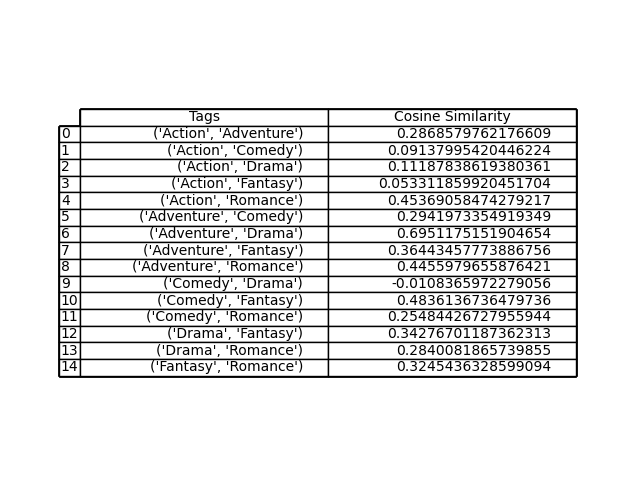 Tags Cosine Similarity
0 ('Action', 'Adventure') 0.2868579762176609
1 ('Action', 'Comedy') 0.09137995420446224
2 ('Action', 'Drama') 0.11187838619380361
3 ('Action', 'Fantasy') 0.053311859920451704
4 ('Action', 'Romance') 0.45369058474279217
5 ('Adventure', 'Comedy') 0.2941973354919349
6 ('Adventure', 'Drama') 0.6951175151904654
7 ('Adventure', 'Fantasy') 0.36443457773886756
8 ('Adventure', 'Romance') 0.4455979655876421
9 ('Comedy', 'Drama') -0.0108365972279056
10 ('Comedy', 'Fantasy') 0.4836136736479736
11 ('Comedy', 'Romance') 0.25484426727955944
12 ('Drama', 'Fantasy') 0.34276701187362313
13 ('Drama', 'Romance') 0.2840081865739855
14 ('Fantasy', 'Romance') 0.3245436328599094